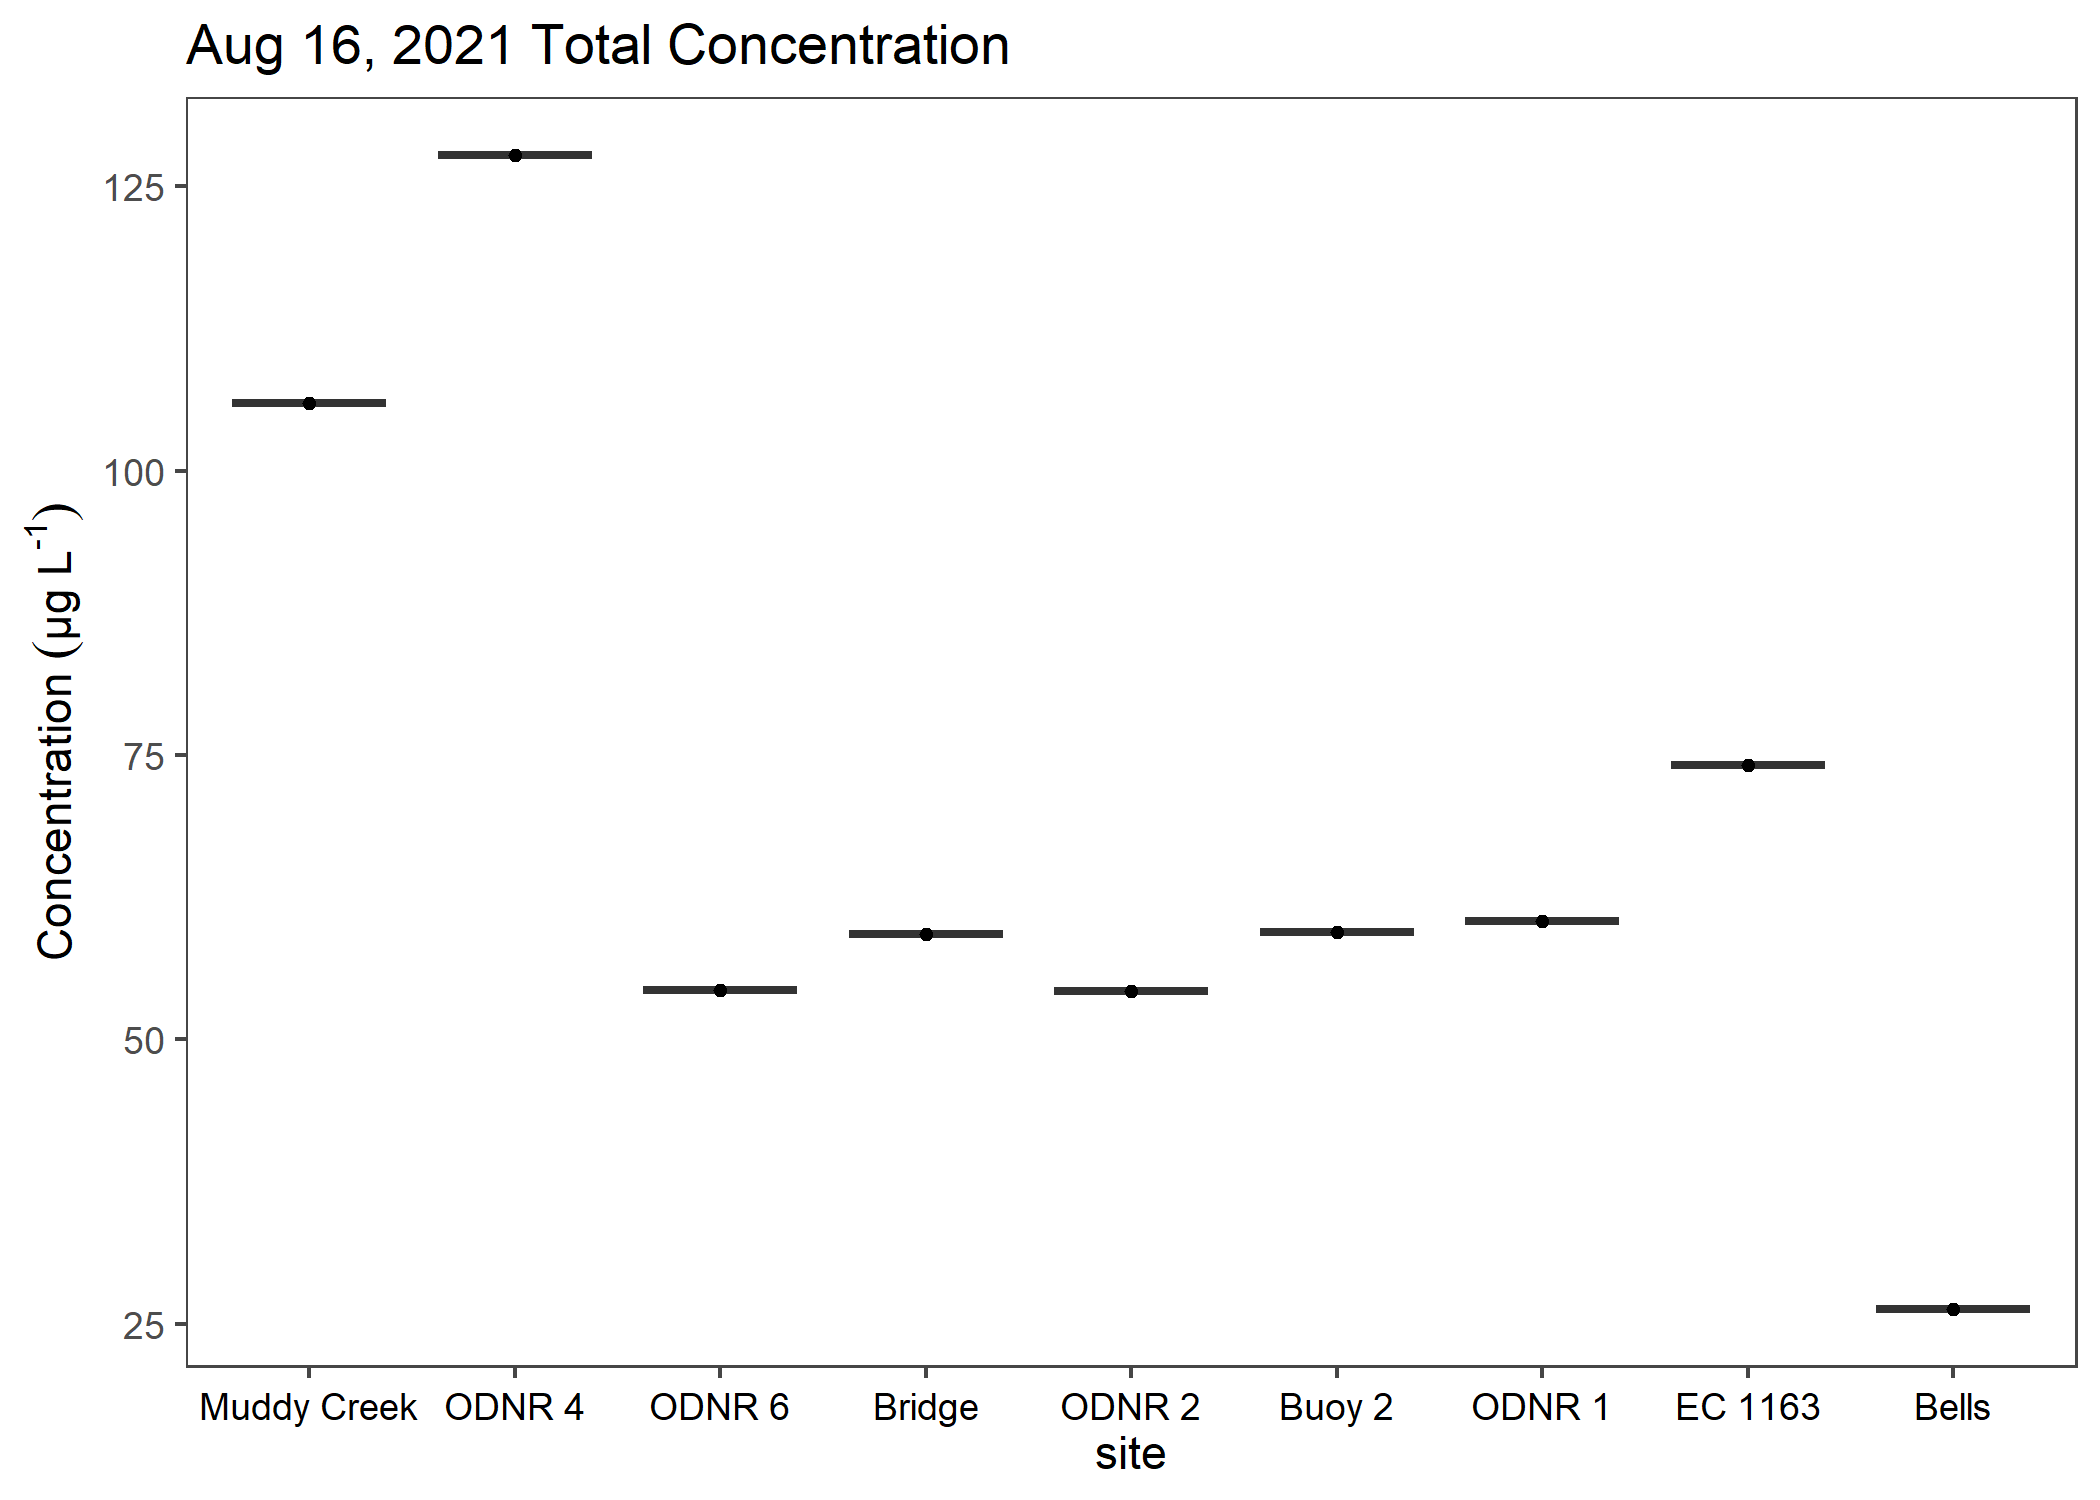 Aug 16, 2021 Total Concentration
Concentration (µg L⁻¹)
125
100
75
50
25
Muddy Creek ODNR 4 ODNR 6 Bridge ODNR 2 Buoy 2 ODNR 1 EC 1163 Bells
site